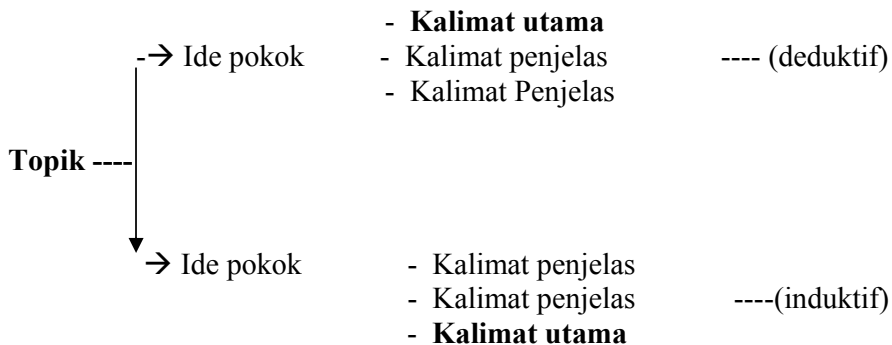 - Kalimat utama
-→ Ide pokok - Kalimat penjelas ---- (deduktif)
- Kalimat Penjelas
Topik ----
→ Ide pokok - Kalimat penjelas
- Kalimat penjelas ----(induktif)
- Kalimat utama